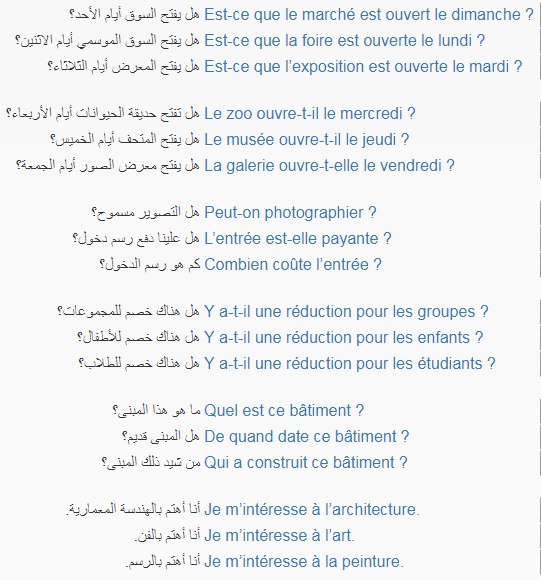 هل يفتح السوق أيام الأحد؟ Est-ce que le marché est ouvert le dimanche ?
هل يفتح السوق الموسمي أيام الاثنين؟ Est-ce que la foire est ouverte le lundi ?
هل يفتح المعرض أيام الثلاثاء؟ Est-ce que l’exposition est ouverte le mardi ?
هل تفتح حديقة الحيوانات أيام الأربعاء؟ Le zoo ouvre-t-il le mercredi ?
هل يفتح المتحف أيام الخميس؟ Le musée ouvre-t-il le jeudi ?
هل يفتح معرض الصور أيام الجمعة؟ La galerie ouvre-t-elle le vendredi ?
هل التصوير مسموح؟ Peut-on photographier ?
هل علينا دفع رسم دخول؟ L’entrée est-elle payante ?
كم هو رسم الدخول؟ Combien coûte l’entrée ?
هل هناك خصم للمجموعات؟ Y a-t-il une réduction pour les groupes ?
هل هناك خصم للأطفال؟ Y a-t-il une réduction pour les enfants ?
هل هناك خصم للطلاب؟ Y a-t-il une réduction pour les étudiants ?
ما هو هذا المبنى؟ Quel est ce bâtiment ?
هل المبنى قديم؟ De quand date ce bâtiment ?
من شيد ذلك المبنى؟ Qui a construit ce bâtiment ?
أنا أهتم بالهندسة المعمارية. Je m’intéresse à l’architecture.
أنا أهتم بالفن. Je m’intéresse à l’art.
أنا أهتم بالرسم. Je m’intéresse à la peinture.